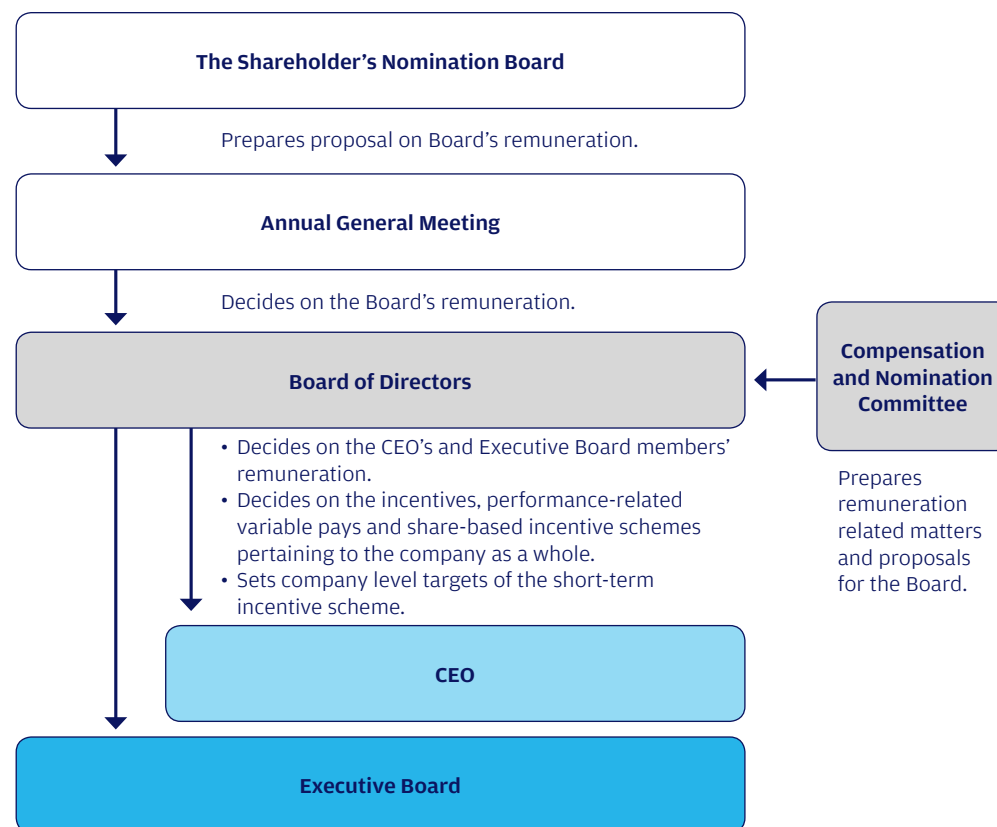 The Shareholder’s Nomination Board
Prepares proposal on Board’s remuneration.
Annual General Meeting
Decides on the Board’s remuneration.
Board of Directors
Compensation
and Nomination
Committee
• Decides on the CEO’s and Executive Board members’
remuneration.
• Decides on the incentives, performance-related
variable pays and share-based incentive schemes
pertaining to the company as a whole.
• Sets company level targets of the short-term
incentive scheme.
Prepares
remuneration
related matters
and proposals
for the Board.
CEO
Executive Board